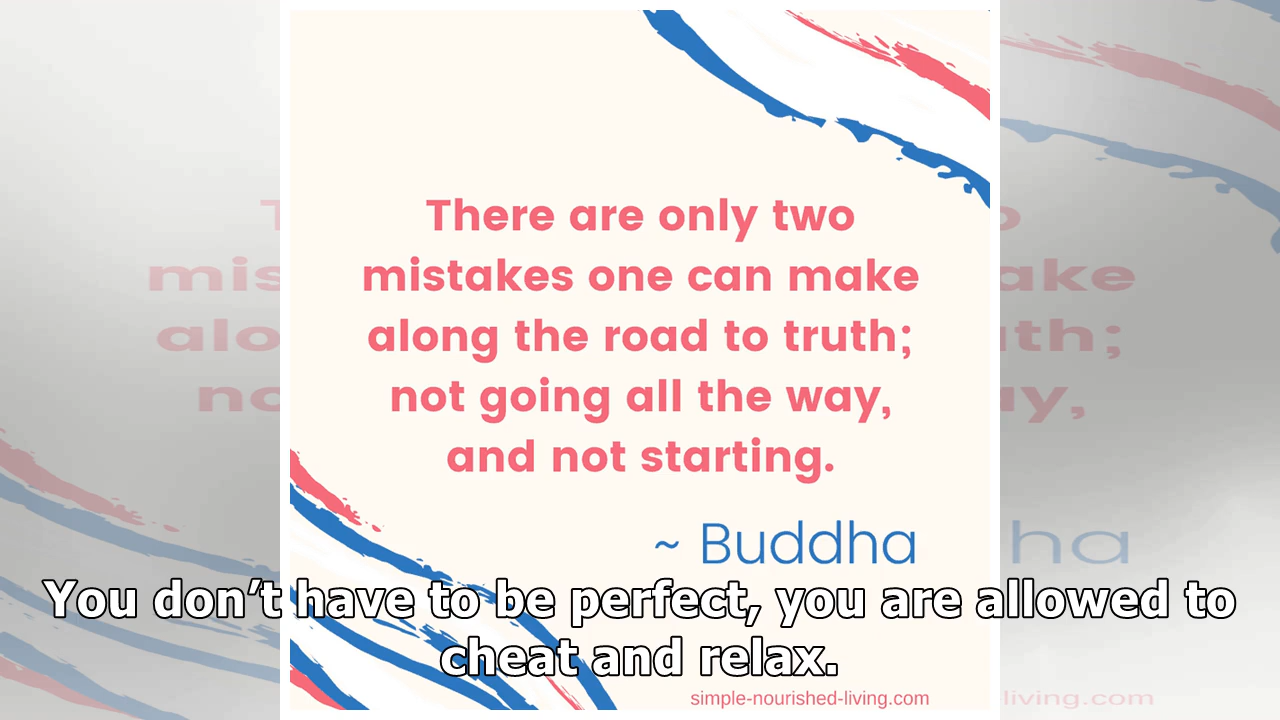 There are only two
mistakes one can make
along the road to truth;
not going all the way,
and not starting.
~ Buddha
You don’t have to be perfect, you are allowed to
cheat and relax.
simple-nourished-living.com